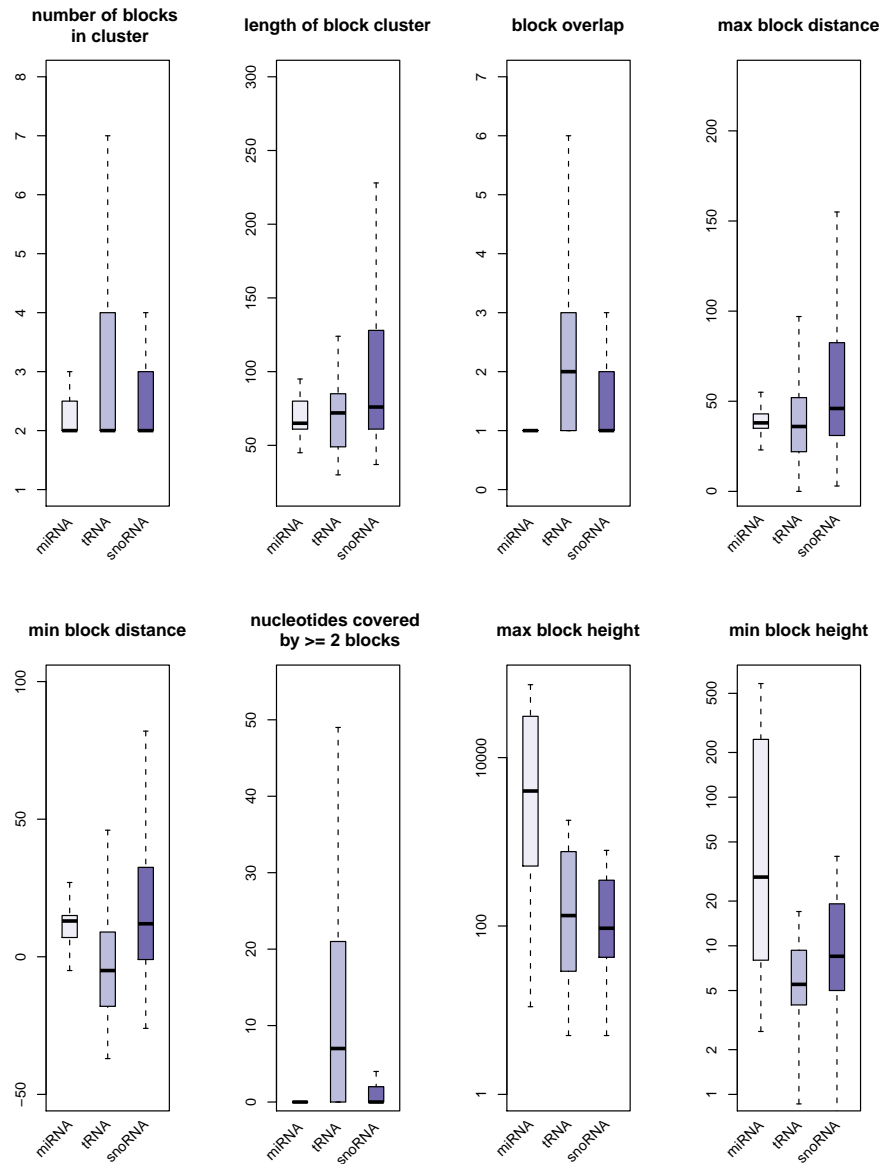 number of blocks
in cluster
1
2
3
4
5
6
7
8
miRNA
tRNA
snoRNA
length of block cluster
50
100
150
200
250
300
miRNA
tRNA
snoRNA
block overlap
0
1
2
3
4
5
6
7
miRNA
tRNA
snoRNA
max block distance
0
50
100
150
200
miRNA
tRNA
snoRNA
min block distance
−50
0
50
100
miRNA
tRNA
snoRNA
nucleotides covered
by >= 2 blocks
0
10
20
30
40
50
miRNA
tRNA
snoRNA
max block height
1
100
10000
miRNA
tRNA
snoRNA
min block height
1
2
5
10
20
50
100
200
500
miRNA
tRNA
snoRNA